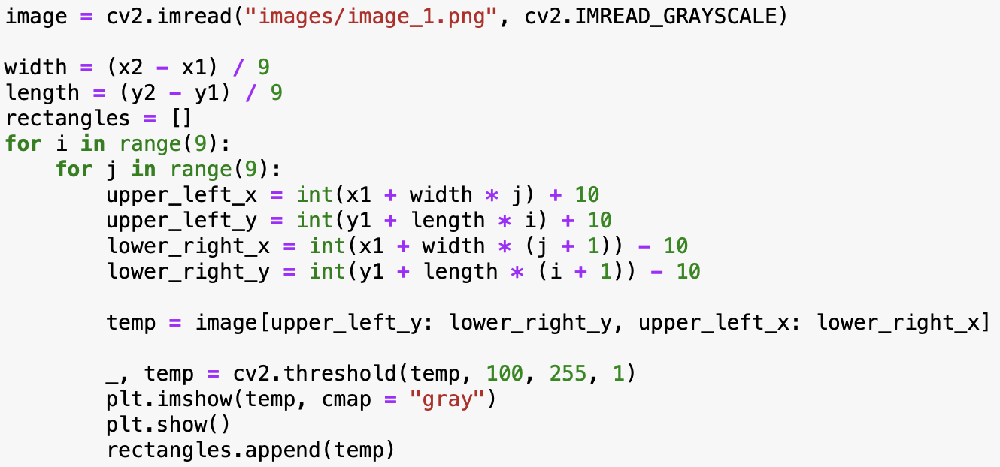 image = cv2.imread("images/image_1.png", cv2.IMREAD_GRAYSCALE)

width = (x2 - x1) / 9
length = (y2 - y1) / 9
rectangles = []
for i in range(9):
    for j in range(9):
        upper_left_x = int(x1 + width * j) + 10
        upper_left_y = int(y1 + length * i) + 10
        lower_right_x = int(x1 + width * (j + 1)) - 10
        lower_right_y = int(y1 + length * (i + 1)) - 10

        temp = image[upper_left_y: lower_right_y, upper_left_x: lower_right_x]

        _, temp = cv2.threshold(temp, 100, 255, 1)
        plt.imshow(temp, cmap = "gray")
        plt.show()
        rectangles.append(temp)